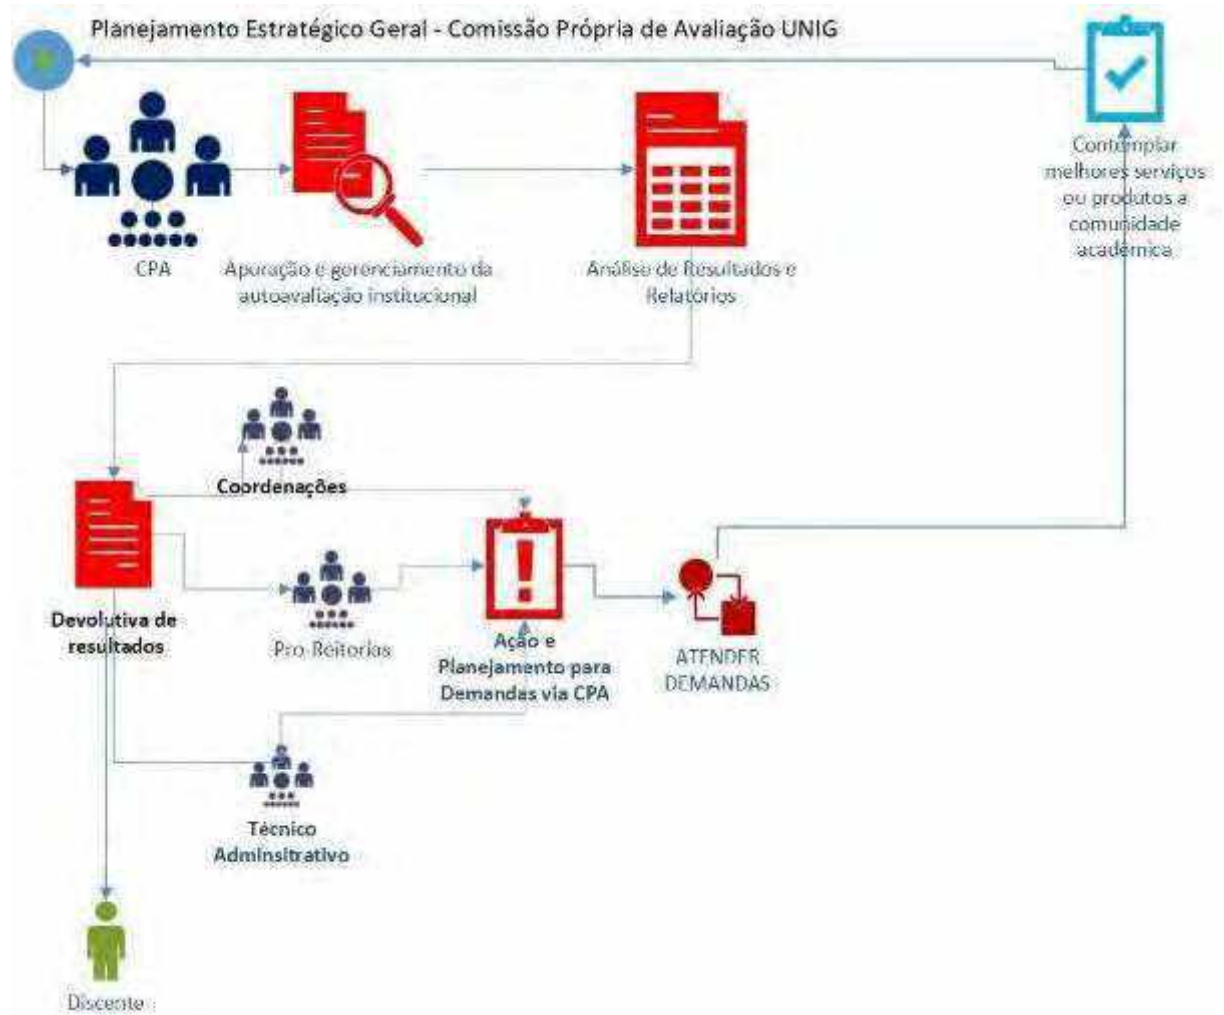 Planejamento Estratégico Geral - Comissão Própria de Avaliação UNIG
Contemplar
melhores serviços
ou produtos a
comunidade
acadêmica
CPA
Apuração e gerenciamento da
autoavaliação institucional
Análise de Resultados e
Relatórios
Coordenações
Devolutiva de
resultados
Pro-Reitorias
Ação e
Planejamento para
Demandas via CPA
ATENDER
DEMANDAS
Técnico
Adminsitrativo
Discente